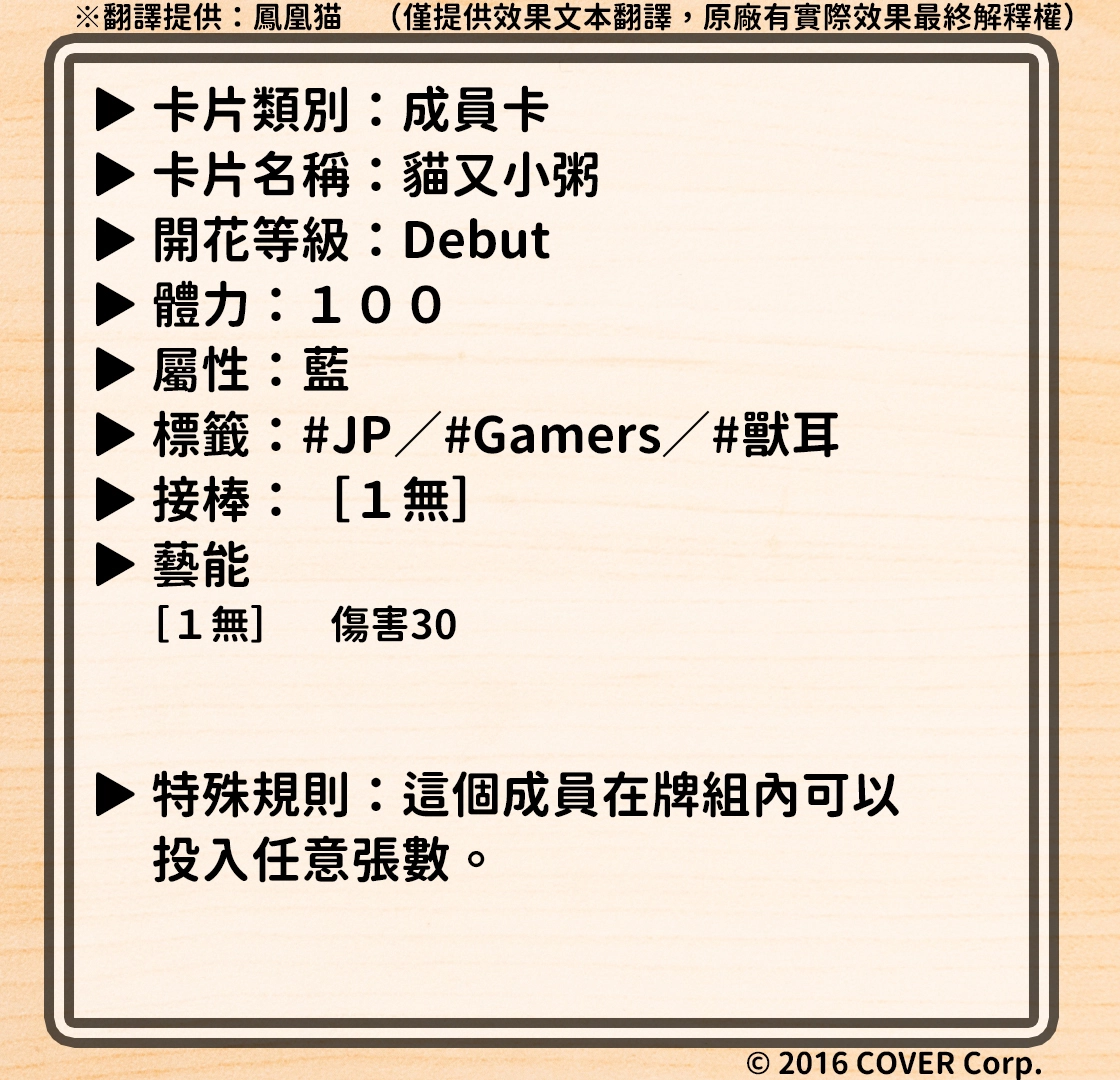 ※翻譯提供：鳳凰猫　（僅提供效果文本翻譯，原廠有實際效果最終解釋權）
▶ 卡片類別：成員卡
▶ 卡片名稱：貓又小粥
▶ 開花等級：Debut
▶ 體力：１００
▶ 屬性：藍
▶ 標籤：#JP／#Gamers／#獸耳
▶ 接棒：［１無］
▶ 藝能
［１無］　傷害30
▶ 特殊規則：這個成員在牌組內可以
投入任意張數。
© 2016 COVER Corp.